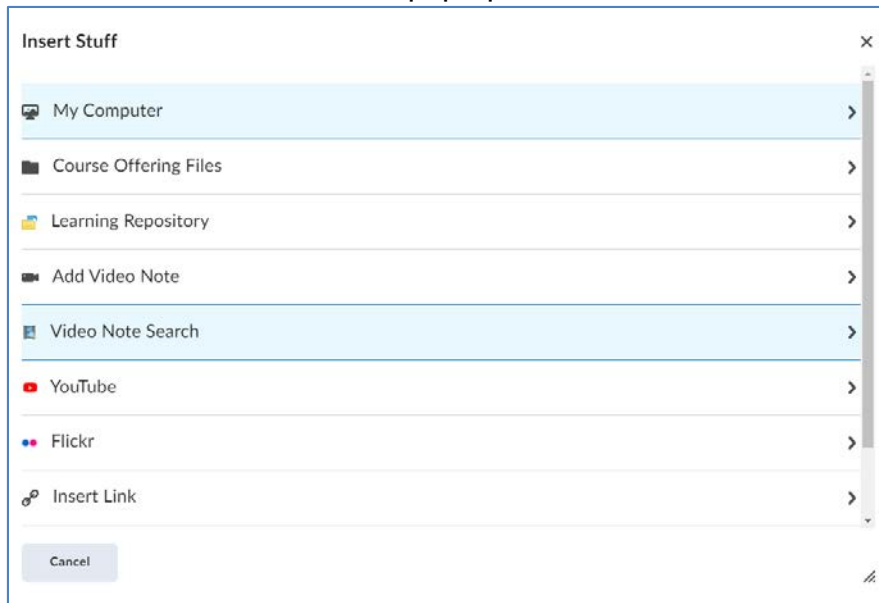 Insert Stuff
My Computer
Course Offering Files
Learning Repository
Add Video Note
Video Note Search
YouTube
Flickr
Insert Link
Cancel